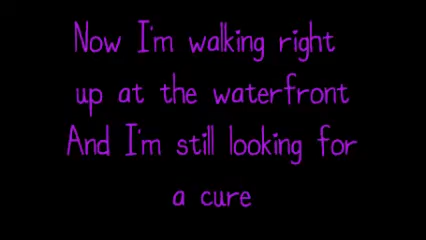 Now I'm walking right
up at the waterfront
And I'm still looking for
a cure